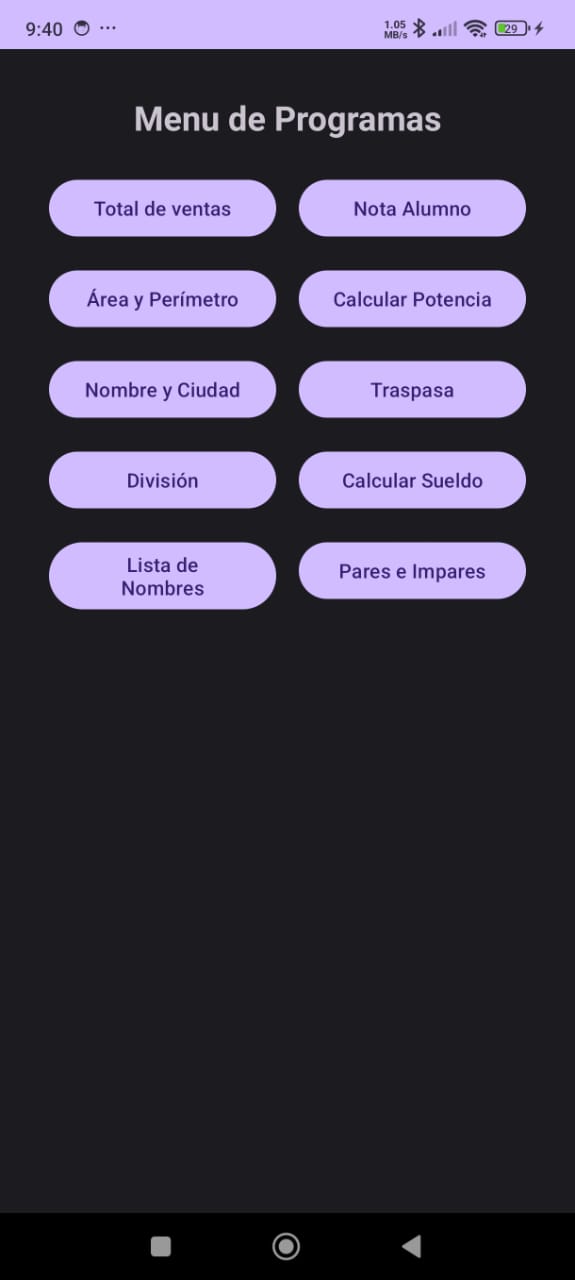 9:40 ... 1.05 MB/s 29
Menu de Programas
Total de ventas
Nota Alumno
Área y Perímetro
Calcular Potencia
Nombre y Ciudad
Traspasa
División
Calcular Sueldo
Lista de
Nombres
Pares e Impares